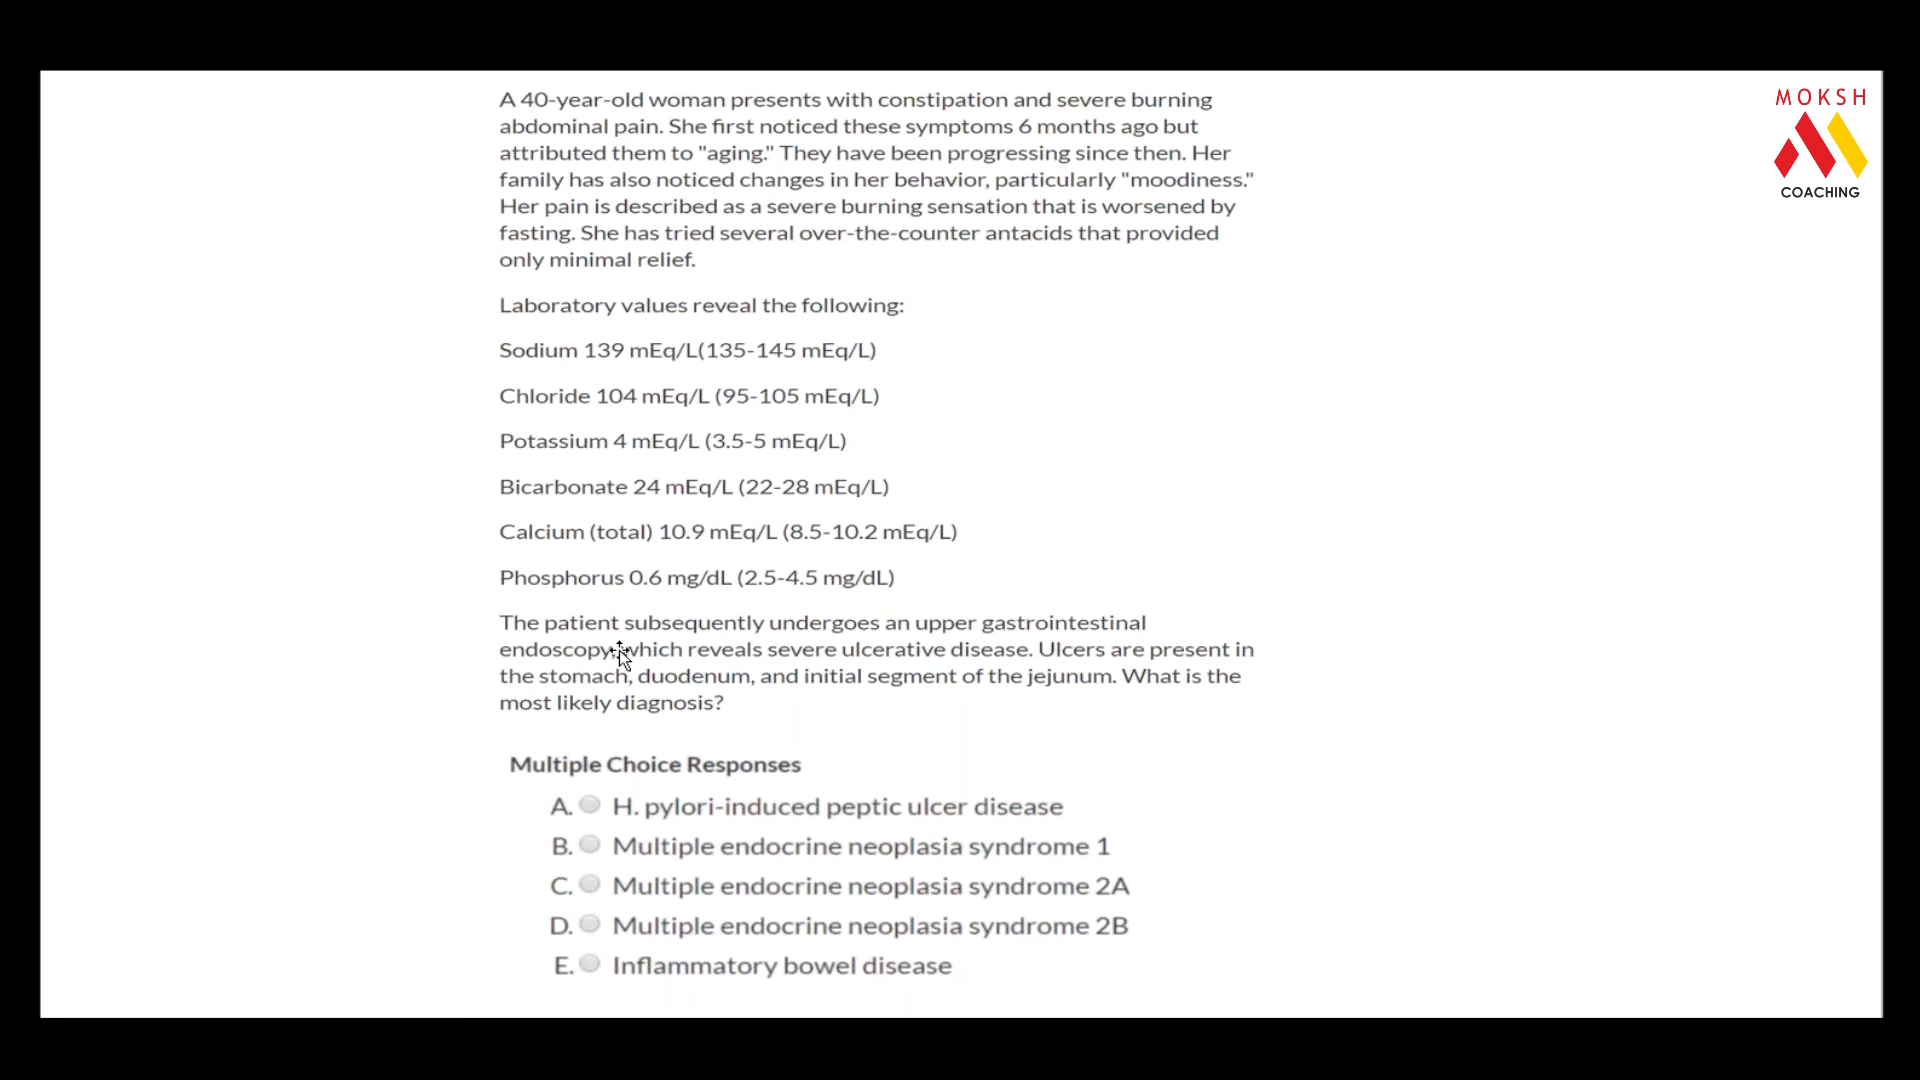 MOKSH
COACHING
A 40-year-old woman presents with constipation and severe burning
abdominal pain. She first noticed these symptoms 6 months ago but
attributed them to "aging." They have been progressing since then. Her
family has also noticed changes in her behavior, particularly "moodiness."
Her pain is described as a severe burning sensation that is worsened by
fasting. She has tried several over-the-counter antacids that provided
only minimal relief.
Laboratory values reveal the following:
Sodium 139 mEq/L(135-145 mEq/L)
Chloride 104 mEq/L (95-105 mEq/L)
Potassium 4 mEq/L (3.5-5 mEq/L)
Bicarbonate 24 mEq/L (22-28 mEq/L)
Calcium (total) 10.9 mEq/L (8.5-10.2 mEq/L)
Phosphorus 0.6 mg/dL (2.5-4.5 mg/dL)
The patient subsequently undergoes an upper gastrointestinal
endoscopy, which reveals severe ulcerative disease. Ulcers are present in
the stomach, duodenum, and initial segment of the jejunum. What is the
most likely diagnosis?
Multiple Choice Responses
A. H. pylori-induced peptic ulcer disease
B. Multiple endocrine neoplasia syndrome 1
C. Multiple endocrine neoplasia syndrome 2A
D. Multiple endocrine neoplasia syndrome 2B
E. Inflammatory bowel disease